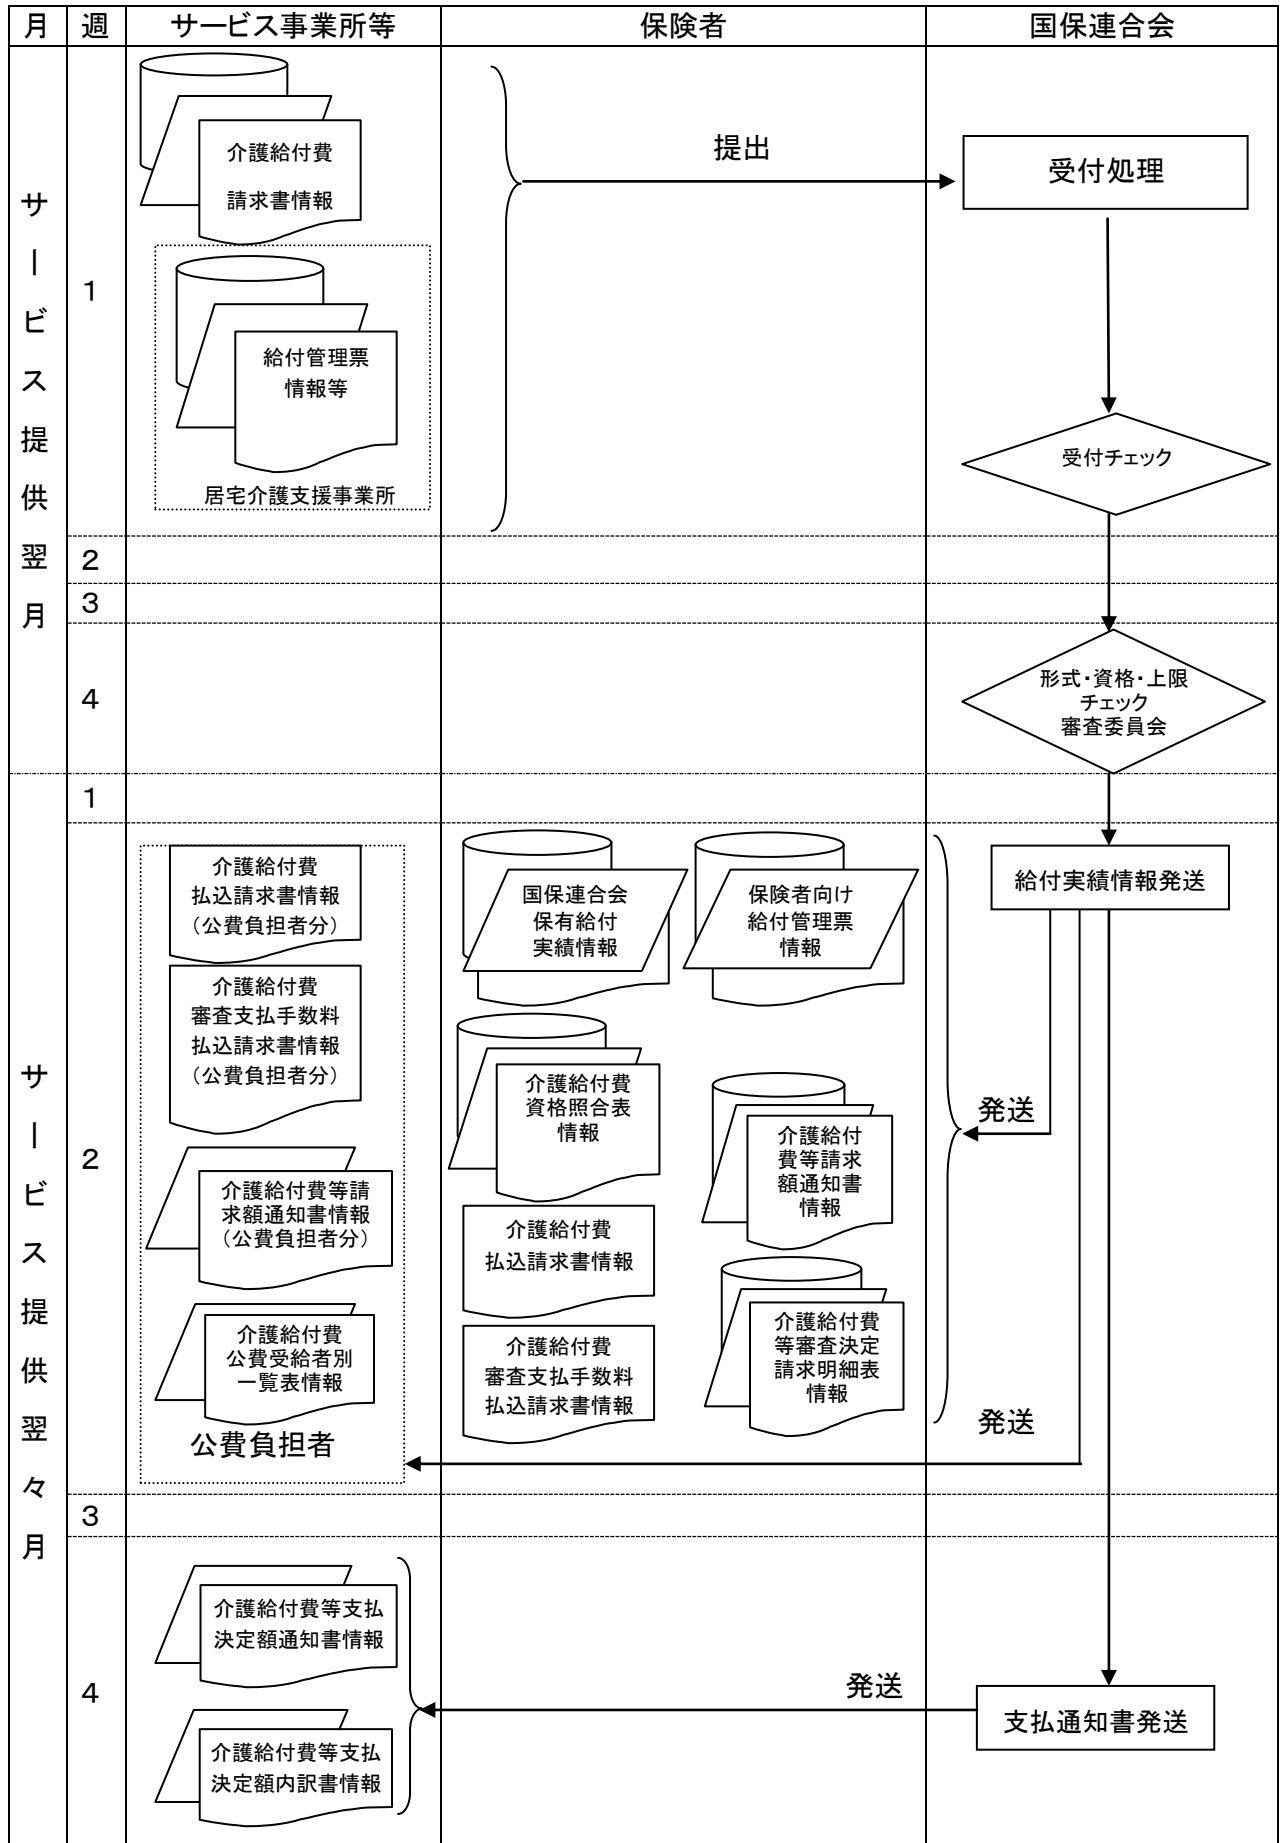 月 週 サービス事業所等 保険者 国保連合会
サービス提供翌月
1
介護給付費
請求書情報
提出
受付処理
給付管理票
情報等
居宅介護支援事業所
受付チェック
2
3
4
形式・資格・上限
チェック
審査委員会
サービス提供翌々月
1
2
介護給付費
払込請求書情報
（公費負担者分）
介護給付費
審査支払手数料
払込請求書情報
（公費負担者分）
介護給付費等請
求額通知書情報
（公費負担者分）
介護給付費
公費受給者別
一覧表情報
公費負担者
国保連合会
保有給付
実績情報
保険者向け
給付管理票
情報
介護給付費
資格照合表
情報
介護給付
費等請求
額通知書
情報
介護給付費
払込請求書情報
介護給付費
審査支払手数料
払込請求書情報
介護給付費
等審査決定
請求明細表
情報
給付実績情報発送
発送
発送
3
4
介護給付費等支払
決定額通知書情報
介護給付費等支払
決定額内訳書情報
発送
支払通知書発送